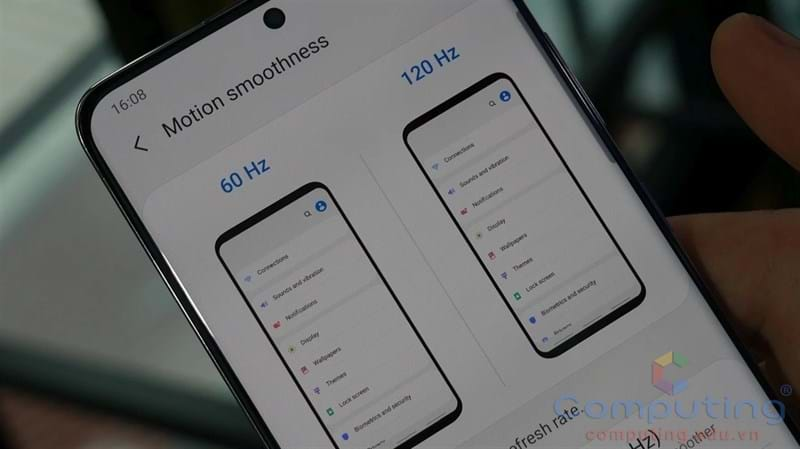 16:08
Motion smoothness
60 Hz
Connections
Sounds and vibration
Notifications
Display
Wallpapers
Themes
Lock screen
Biometrics and security
120 Hz
Connections
Sounds and vibration
Notifications
Display
Wallpapers
Themes
Lock screen
Biometrics and security
refresh rate.
Hz)
Computing®
computing.edu.vn